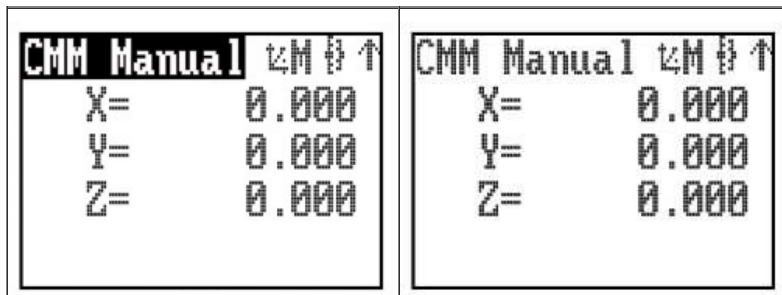 CMM Manual M ↑
X= 0.000
Y= 0.000
Z= 0.000
CMM Manual M ↑
X= 0.000
Y= 0.000
Z= 0.000